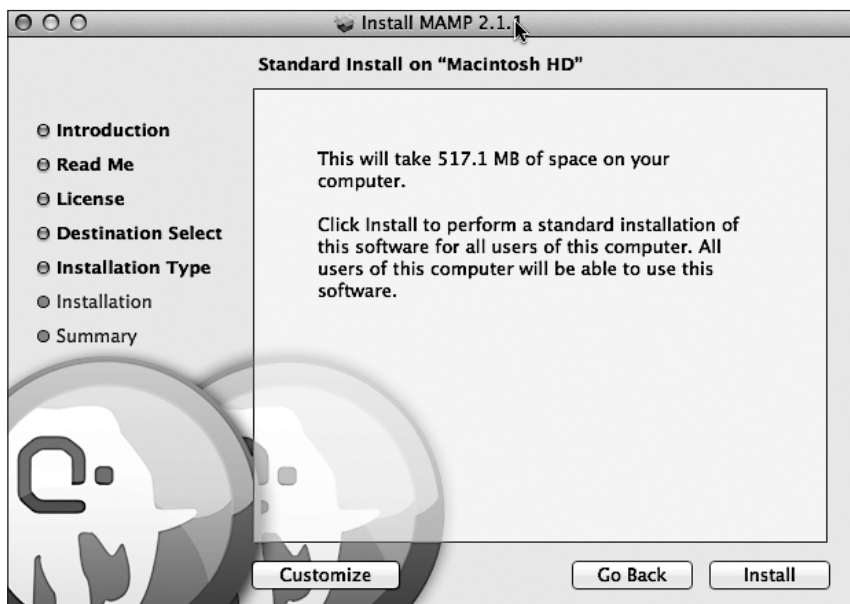 Install MAMP 2.1.1
Standard Install on “Macintosh HD”
Introduction
Read Me
License
Destination Select
Installation Type
Installation
Summary
This will take 517.1 MB of space on your
computer.
Click Install to perform a standard installation of
this software for all users of this computer. All
users of this computer will be able to use this
software.
Customize
Go Back
Install